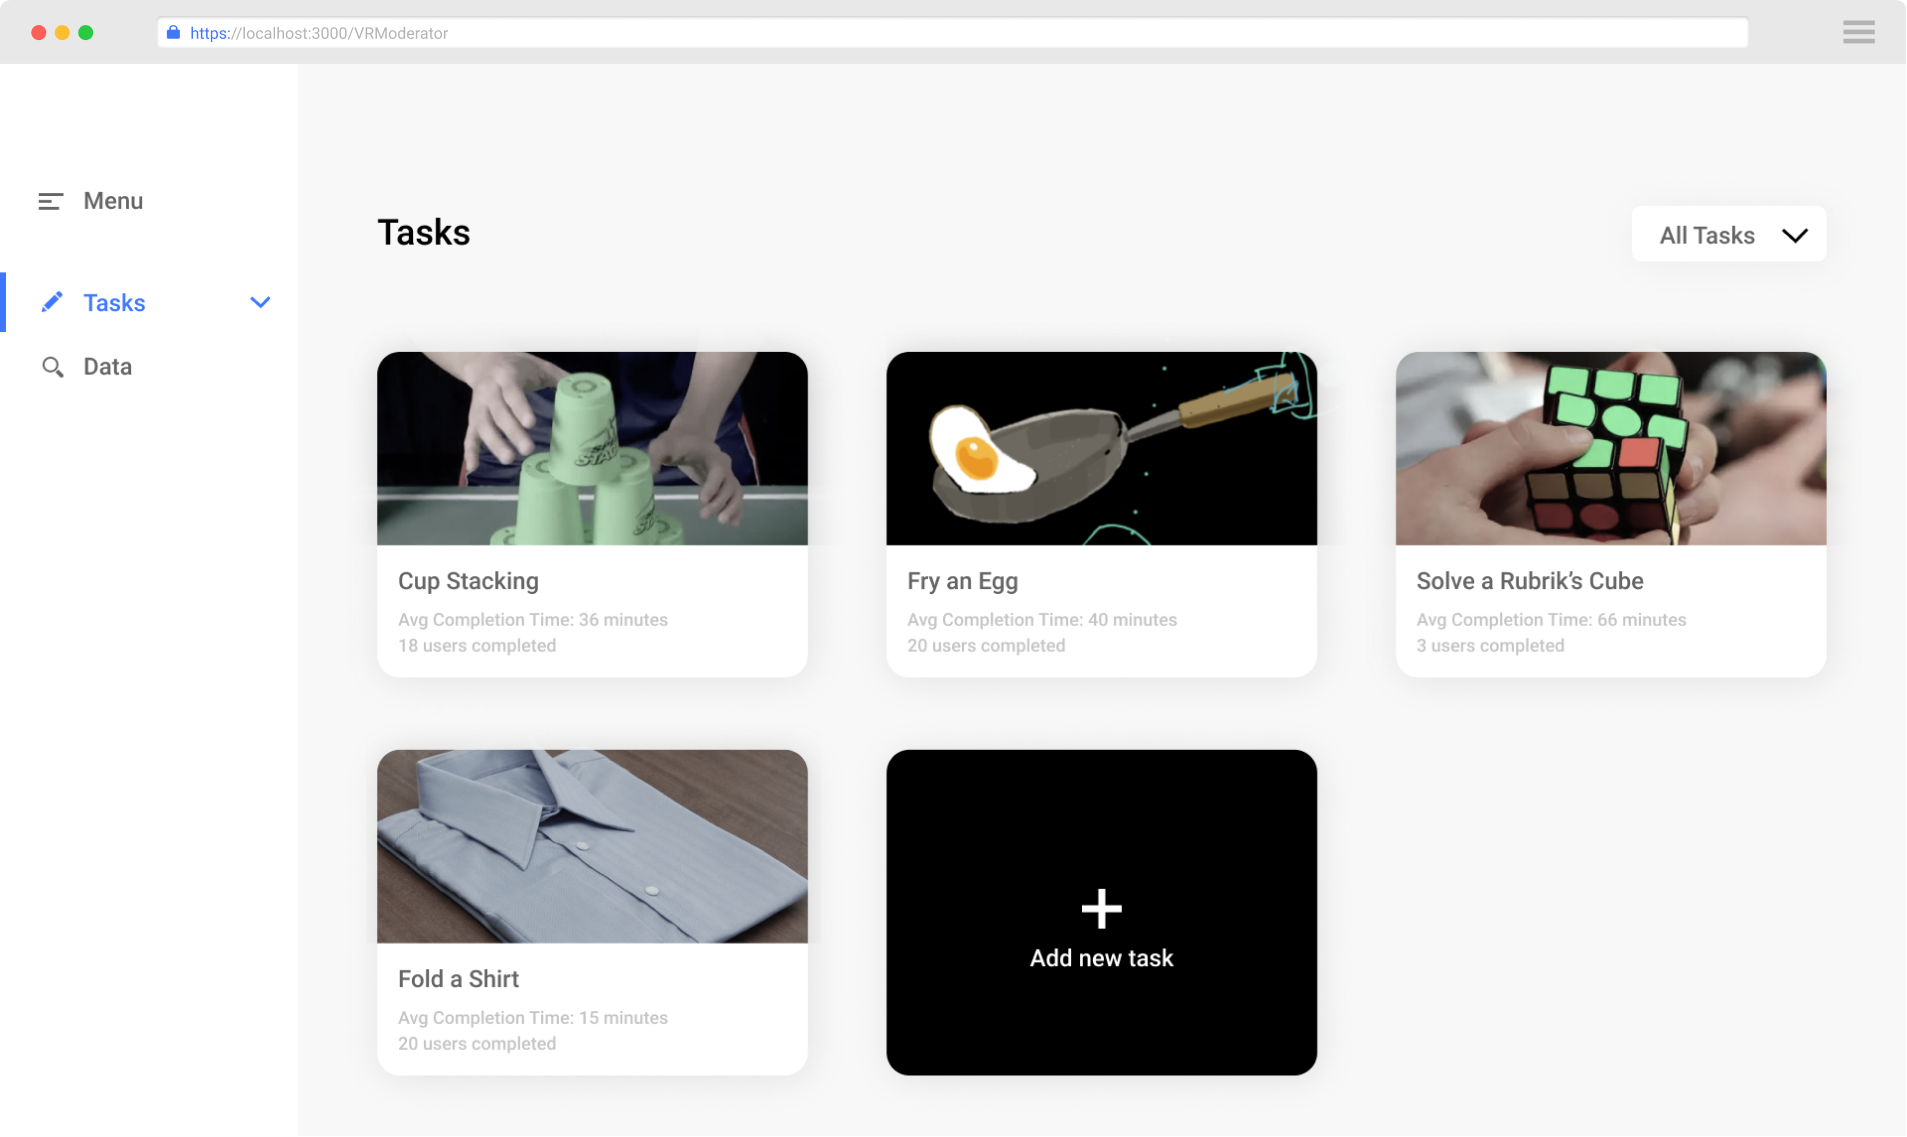 https://localhost:3000/VRModerator
Menu
Tasks
Data
Tasks
All Tasks
Cup Stacking
Avg Completion Time: 36 minutes
18 users completed
Fry an Egg
Avg Completion Time: 40 minutes
20 users completed
Solve a Rubrik’s Cube
Avg Completion Time: 66 minutes
3 users completed
Fold a Shirt
Avg Completion Time: 15 minutes
20 users completed
Add new task